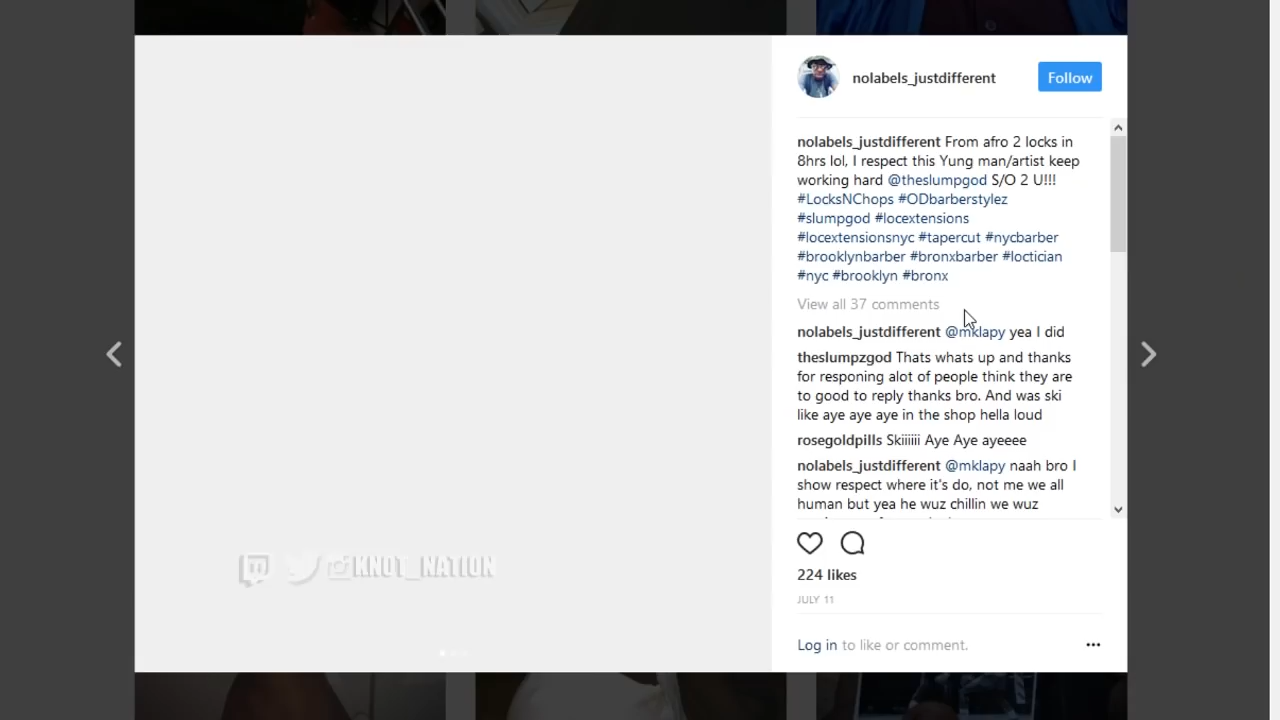 nolabels_justdifferent
Follow
nolabels_justdifferent From afro 2 locks in
8hrs lol, I respect this Yung man/artist keep
working hard @theslumpgod S/O 2 U!!!
#LocksNChops #ODbarberstylez
#slumpgod #locextensions
#locextensionsnyc #tapercut #nycbarber
#brooklynbarber #bronxbarber #loctician
#nyc #brooklyn #bronx
View all 37 comments
nolabels_justdifferent @mklapy yea I did
theslumpzgod Thats whats up and thanks
for responing alot of people think they are
to good to reply thanks bro. And was ski
like aye aye aye in the shop hella loud
rosegoldpills Skiiiiii Aye Aye ayeeee
nolabels_justdifferent @mklapy naah bro I
show respect where it's do, not me we all
human but yea he wuz chillin we wuz
224 likes
JULY 11
Log in to like or comment.
KNOT_NATION